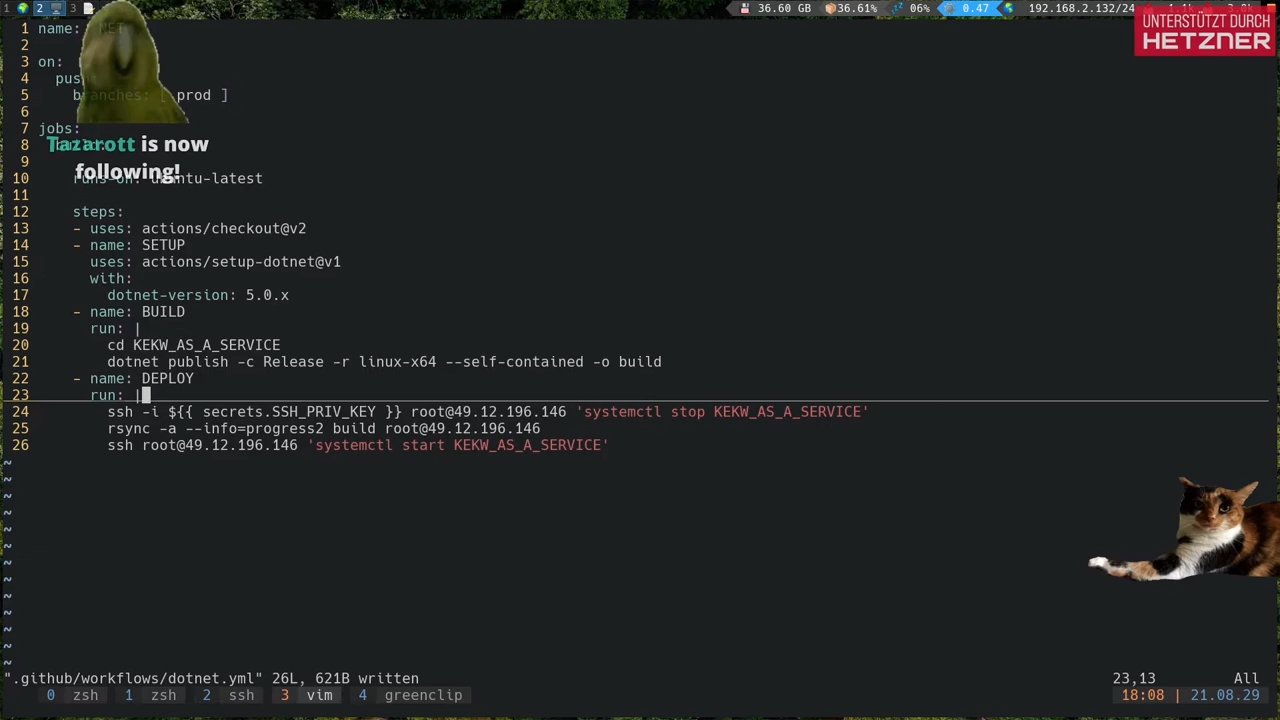 1 2 3 36.60 GB 36.61% 06% 0.47 192.168.2.132/24 1.1k 3.0k
UNTERSTÜTZT DURCH
HETZNER
1 name:
2
3 on:
4
5 branches: [ prod ]
6
7 jobs:
8
Tazarott is now
following!
9
10 runs-on: ubuntu-latest
11
12 steps:
13 - uses: actions/checkout@v2
14 - name: SETUP
15 uses: actions/setup-dotnet@v1
16 with:
17 dotnet-version: 5.0.x
18 - name: BUILD
19 run: |
20 cd KEKW_AS_A_SERVICE
21 dotnet publish -c Release -r linux-x64 --self-contained -o build
22 - name: DEPLOY
23 run: |
24 ssh -i ${{ secrets.SSH_PRIV_KEY }} root@49.12.196.146 'systemctl stop KEKW_AS_A_SERVICE'
25 rsync -a --info=progress2 build root@49.12.196.146
26 ssh root@49.12.196.146 'systemctl start KEKW_AS_A_SERVICE'
~
~
~
~
~
~
~
~
~
~
~
~
~
".github/workflows/dotnet.yml" 26L, 621B written 23,13 All
0 zsh 1 zsh 2 ssh 3 vim 4 greenclip 18:08 | 21.08.29